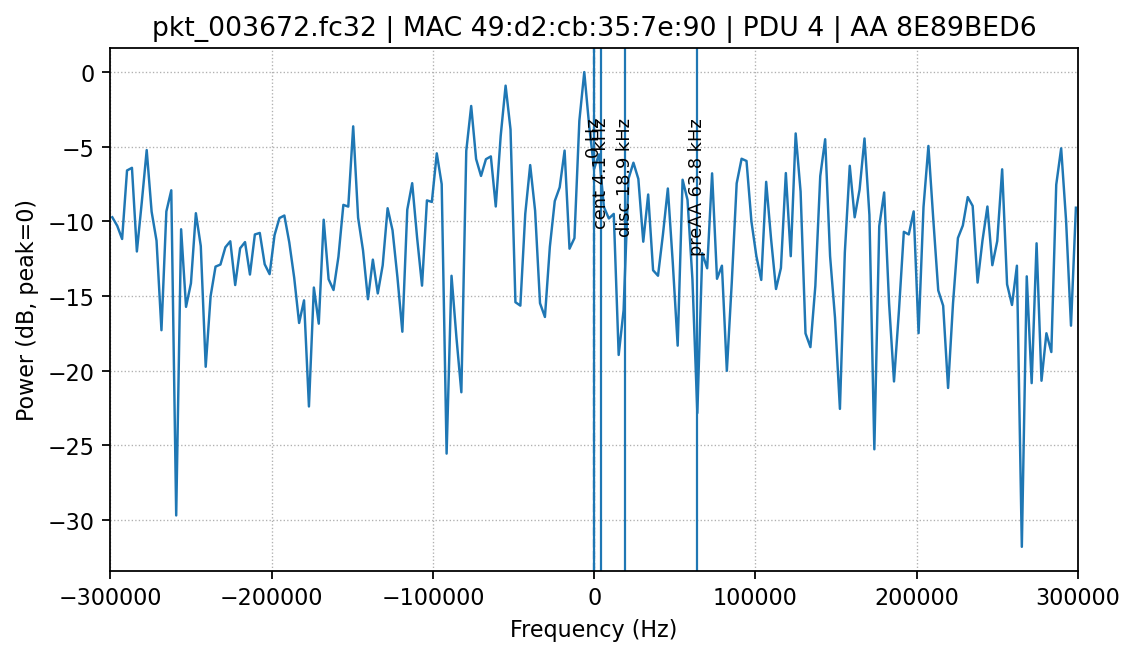 pkt_003672.fc32 | MAC 49:d2:cb:35:7e:90 | PDU 4 | AA 8E89BED6
Power (dB, peak=0)
0
−5
−10
−15
−20
−25
−30
0 Hz
cent 4.1 kHz
disc 18.9 kHz
preAA 63.8 kHz
−300000
−200000
−100000
0
100000
200000
300000
Frequency (Hz)